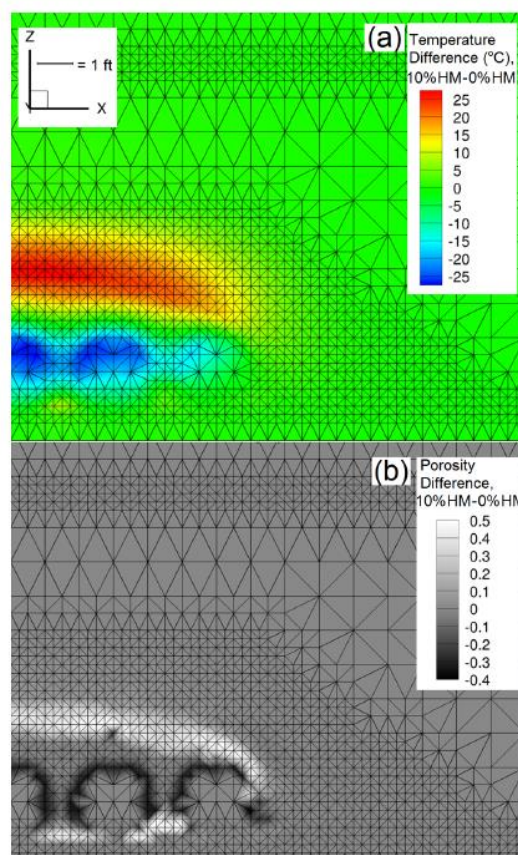 (a)
Temperature
Difference (°C),
10%HM-0%HM
25
20
15
10
5
0
-5
-10
-15
-20
-25
Z
= 1 ft
Y
X
(b)
Porosity
Difference,
10%HM-0%HM
0.5
0.4
0.3
0.2
0.1
0
-0.1
-0.2
-0.3
-0.4